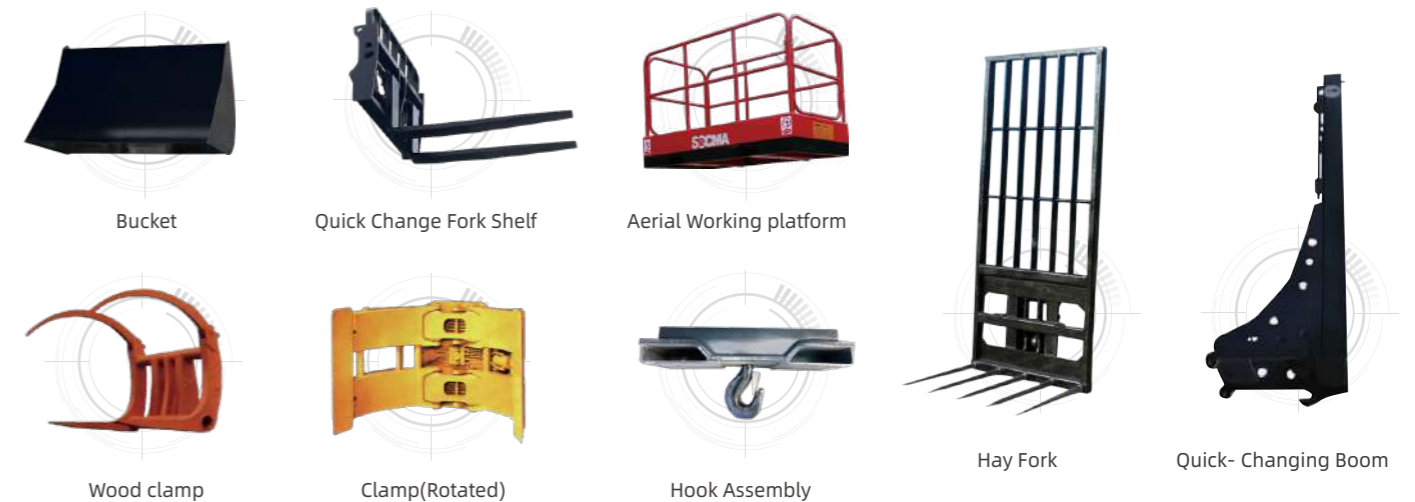 SOCMA
Bucket
Quick Change Fork Shelf
Aerial Working platform
Wood clamp
Clamp(Rotated)
Hook Assembly
Hay Fork
Quick- Changing Boom